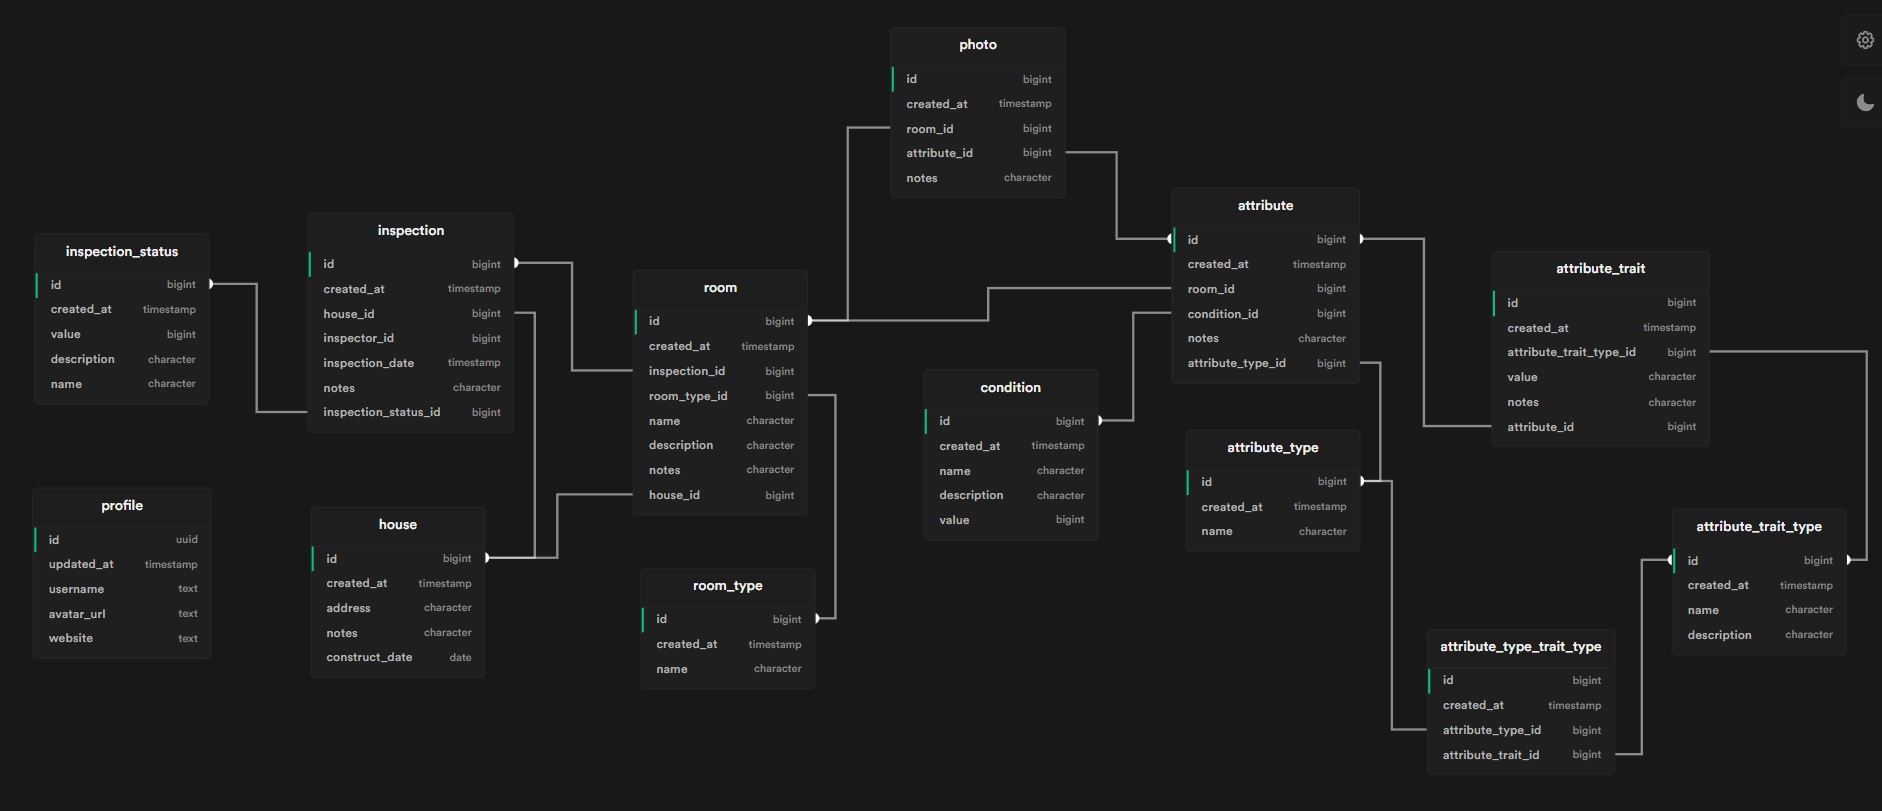 photo
id bigint
created_at timestamp
room_id bigint
attribute_id bigint
notes character
attribute
id bigint
created_at timestamp
room_id bigint
condition_id bigint
notes character
attribute_type_id bigint
inspection
id bigint
created_at timestamp
house_id bigint
inspector_id bigint
inspection_date timestamp
notes character
inspection_status_id bigint
inspection_status
id bigint
created_at timestamp
value bigint
description character
name character
attribute_trait
id bigint
created_at timestamp
attribute_trait_type_id bigint
value character
notes character
attribute_id bigint
room
id bigint
created_at timestamp
inspection_id bigint
room_type_id bigint
name character
description character
notes character
house_id bigint
condition
id bigint
created_at timestamp
name character
description character
value bigint
attribute_type
id bigint
created_at timestamp
name character
profile
id uuid
updated_at timestamp
username text
avatar_url text
website text
house
id bigint
created_at timestamp
address character
notes character
construct_date date
attribute_trait_type
id bigint
created_at timestamp
name character
description character
room_type
id bigint
created_at timestamp
name character
attribute_type_trait_type
id bigint
created_at timestamp
attribute_type_id bigint
attribute_trait_id bigint